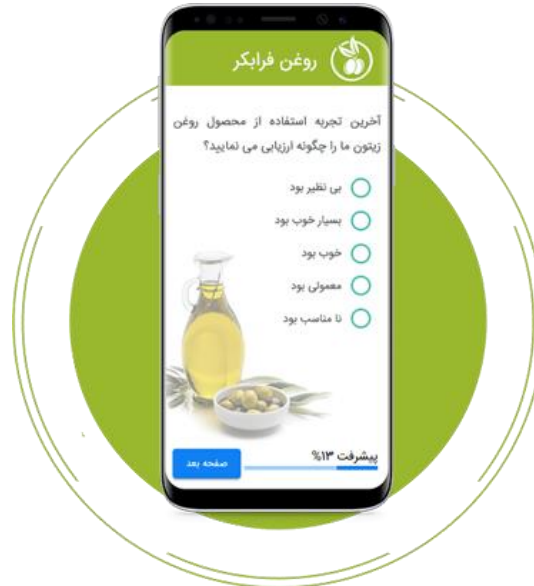 روغن فرابکر
آخرین تجربه استفاده از محصول روغن
زیتون ما را چگونه ارزیابی می نمایید؟
بی نظیر بود
بسیار خوب بود
خوب بود
معمولی بود
نا مناسب بود
پیشرفت ۱۳%
صفحه بعد